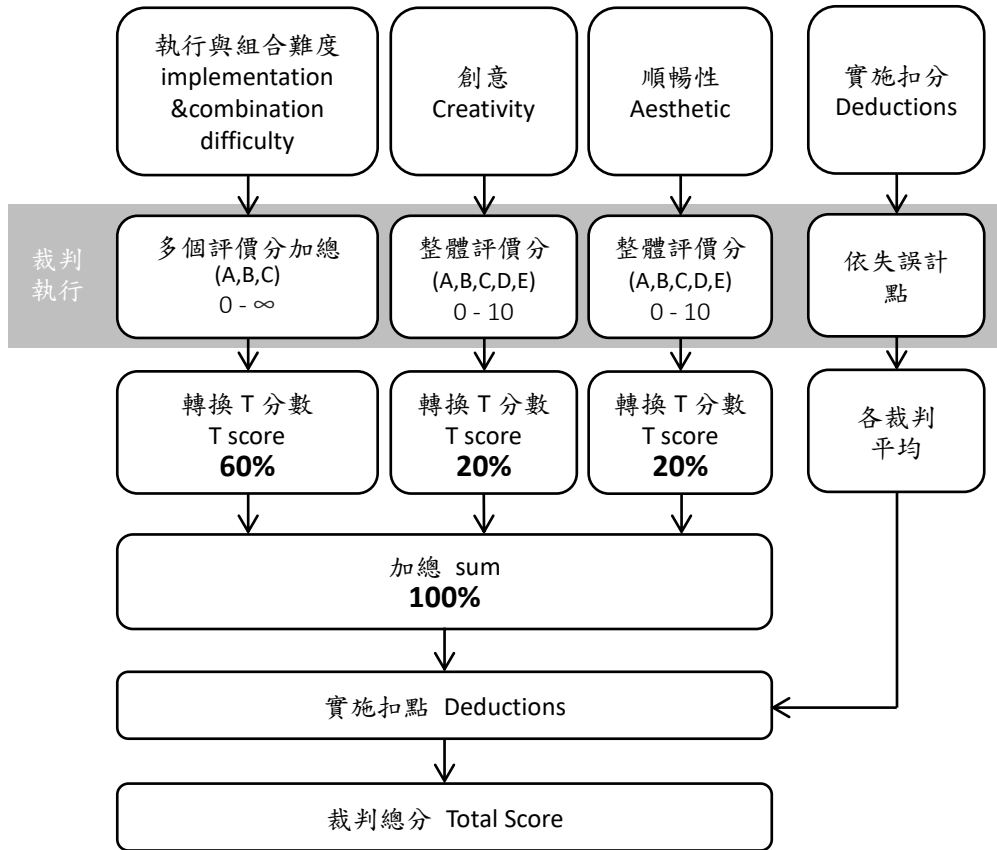 執行與組合難度
implementation
&combination
difficulty
創意
Creativity
順暢性
Aesthetic
實施扣分
Deductions
裁判
執行
多個評價分加總
(A,B,C)
0 - ∞
整體評價分
(A,B,C,D,E)
0 - 10
整體評價分
(A,B,C,D,E)
0 - 10
依失誤計
點
轉換 T 分數
T score
60%
轉換 T 分數
T score
20%
轉換 T 分數
T score
20%
各裁判
平均
加總 sum
100%
實施扣點 Deductions
裁判總分 Total Score